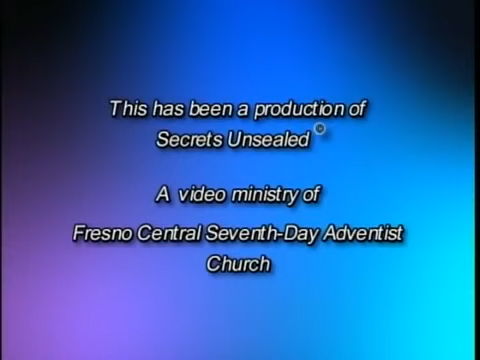 This has been a production of
Secrets Unsealed ®
A video ministry of
Fresno Central Seventh-Day Adventist
Church